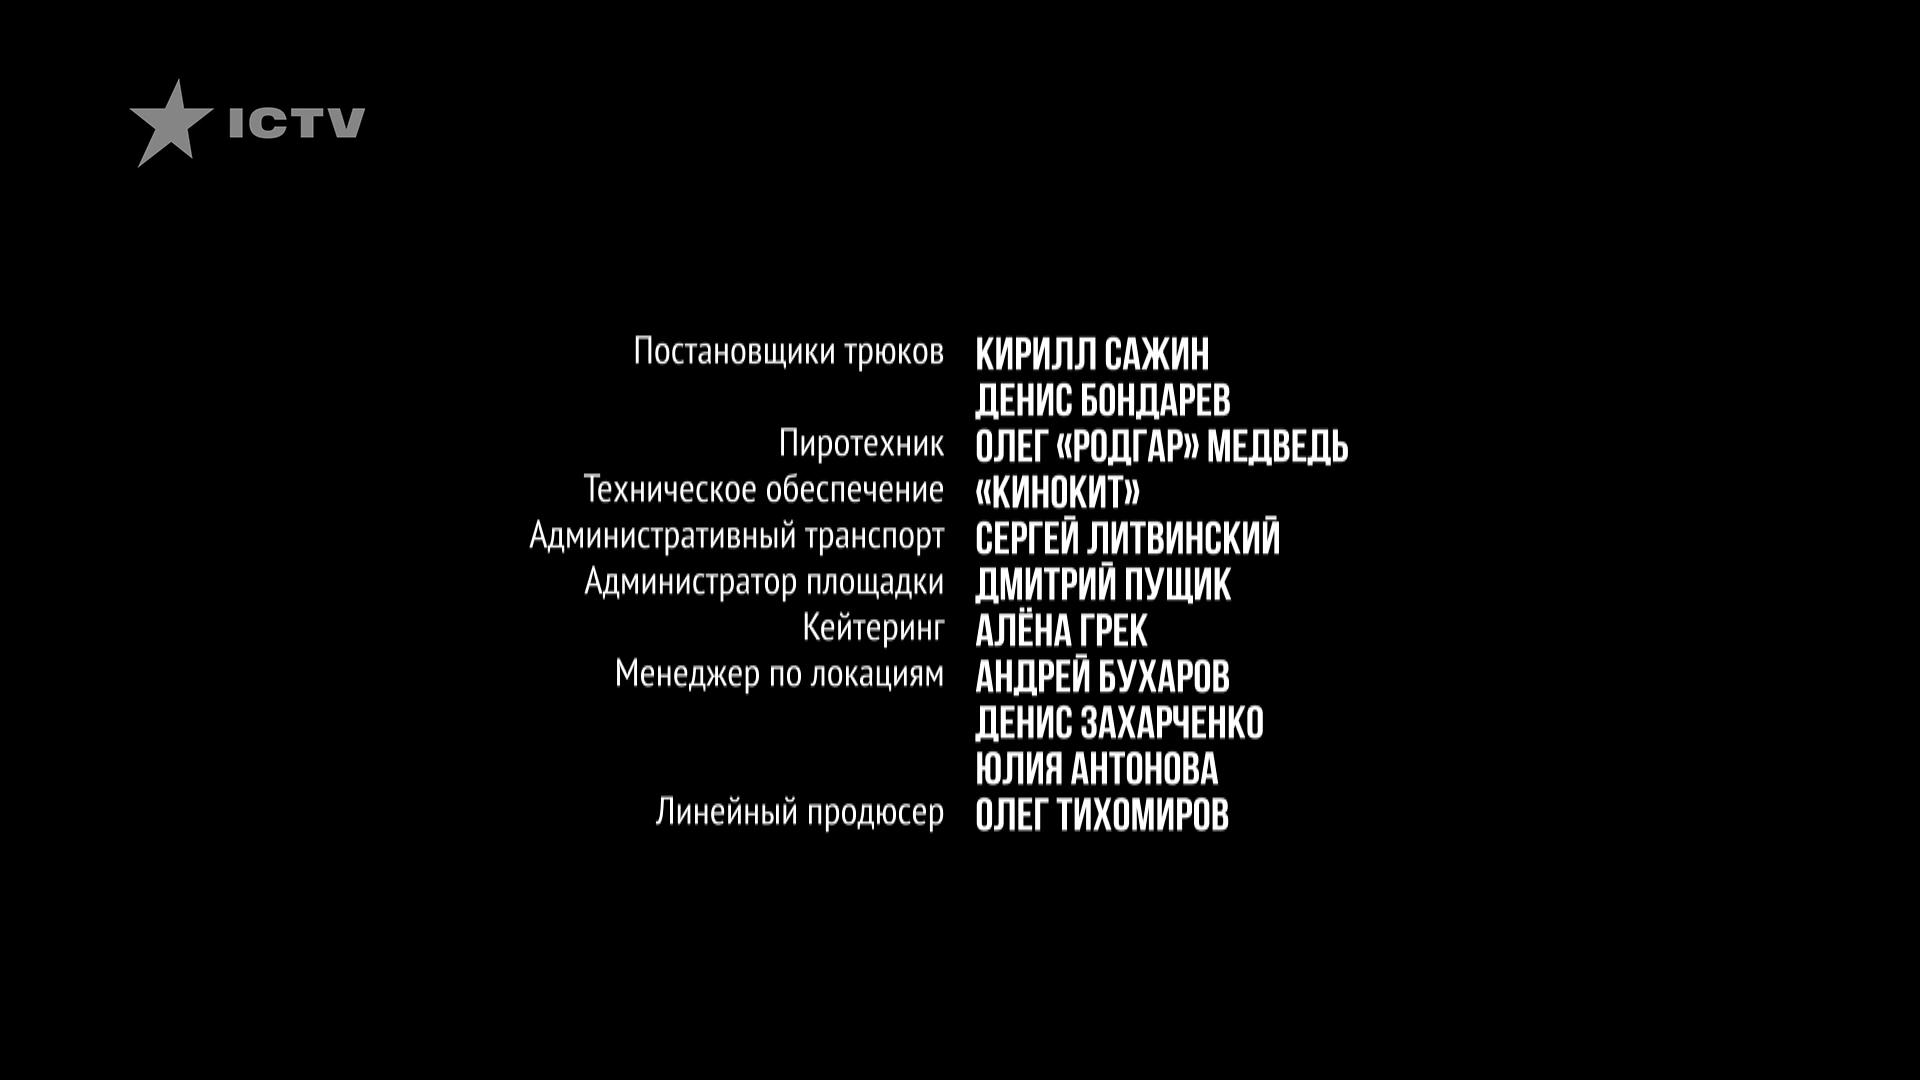 ICTV
Постановщики трюков КИРИЛЛ САЖИН
ДЕНИС БОНДАРЕВ
Пиротехник ОЛЕГ «РОДГАР» МЕДВЕДЬ
Техническое обеспечение «КИНОКИТ»
Административный транспорт СЕРГЕЙ ЛИТВИНСКИЙ
Администратор площадки ДМИТРИЙ ПУЩИК
Кейтеринг АЛЁНА ГРЕК
Менеджер по локациям АНДРЕЙ БУХАРОВ
ДЕНИС ЗАХАРЧЕНКО
ЮЛИЯ АНТОНОВА
Линейный продюсер ОЛЕГ ТИХОМИРОВ